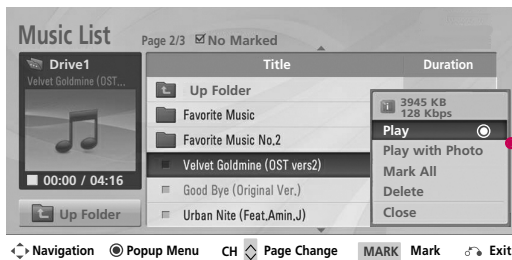 Music List
Page 2/3 No Marked
Drive1
Velvet Goldmine (OST...
00:00 / 04:16
Up Folder
Title Duration
Up Folder
Favorite Music
Favorite Music No.2
Velvet Goldmine (OST vers2)
Good Bye (Original Ver.)
Urban Nite (Feat.Amin.J)
3945 KB
128 Kbps
Play
Play with Photo
Mark All
Delete
Close
Navigation Popup Menu CH Page Change MARK Mark Exit